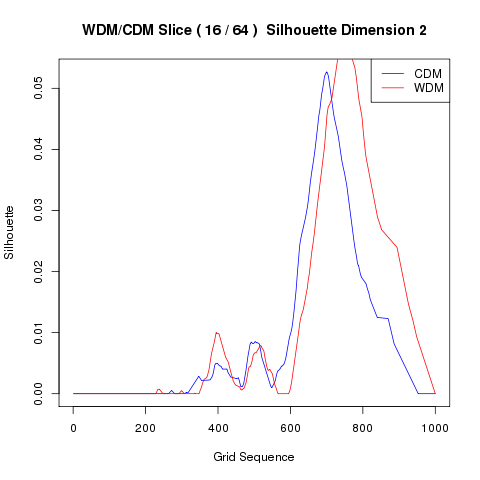 WDM/CDM Slice ( 16 / 64 )  Silhouette Dimension 2
CDM
WDM
Silhouette
0.05
0.04
0.03
0.02
0.01
0.00
0 200 400 600 800 1000
Grid Sequence